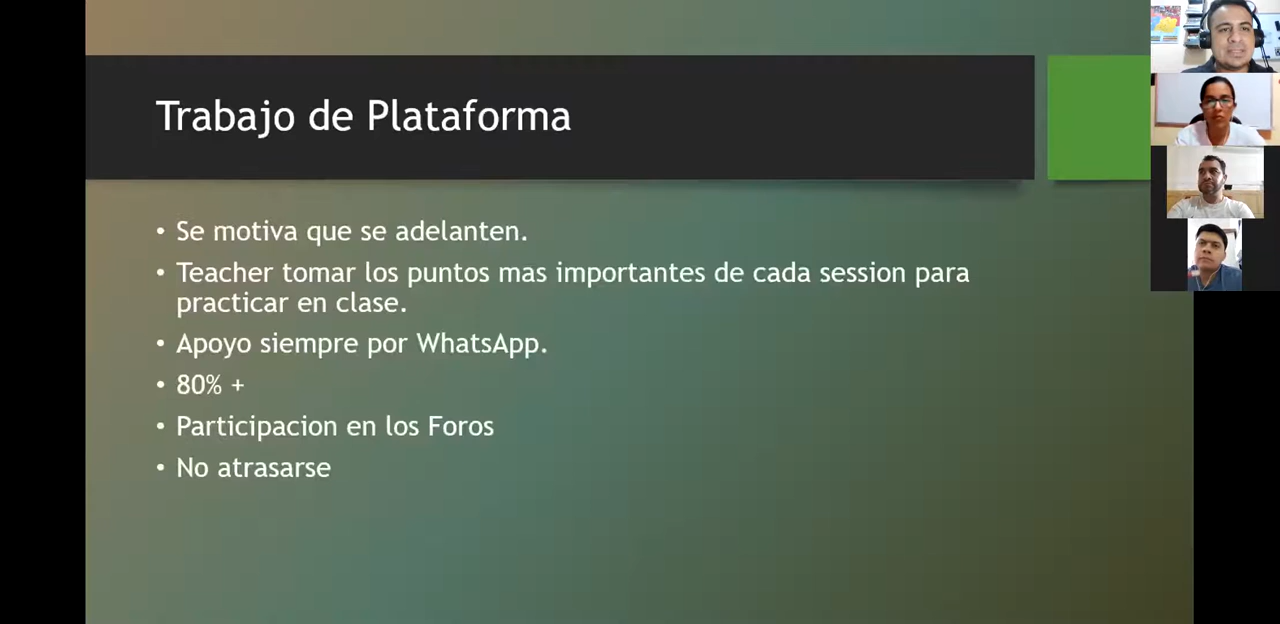 Trabajo de Plataforma
• Se motiva que se adelanten.
• Teacher tomar los puntos mas importantes de cada session para
practicar en clase.
• Apoyo siempre por WhatsApp.
• 80% +
• Participacion en los Foros
• No atrasarse